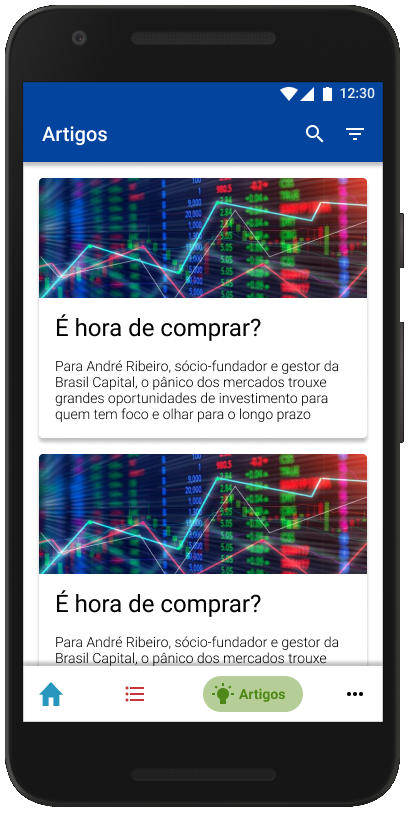 12:30
Artigos
É hora de comprar?
Para André Ribeiro, sócio-fundador e gestor da
Brasil Capital, o pânico dos mercados trouxe
grandes oportunidades de investimento para
quem tem foco e olhar para o longo prazo
É hora de comprar?
Para André Ribeiro, sócio-fundador e gestor da
Brasil Capital, o pânico dos mercados trouxe
Artigos